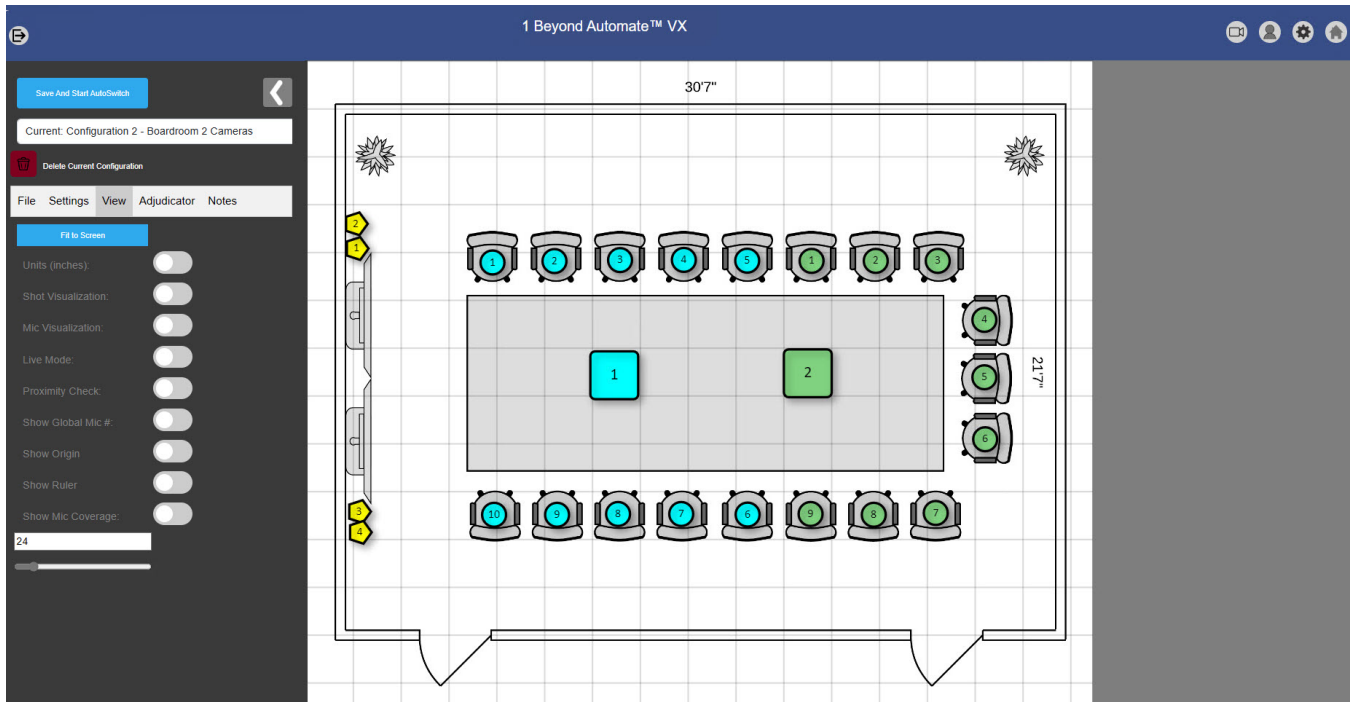 1 Beyond Automate™ VX
Save And Start AutoSwitch
Current: Configuration 2 - Boardroom 2 Cameras
Delete Current Configuration
File Settings View Adjudicator Notes
Fit to Screen
Units (inches):
Shot Visualization:
Mic Visualization:
Live Mode:
Proximity Check:
Show Global Mic #:
Show Origin
Show Ruler
Show Mic Coverage:
24
30'7"
2
1
1 2 3 4 5 1 2 3
4
1 2
5
21'7"
6
3
4
10 9 8 7 6 9 8 7